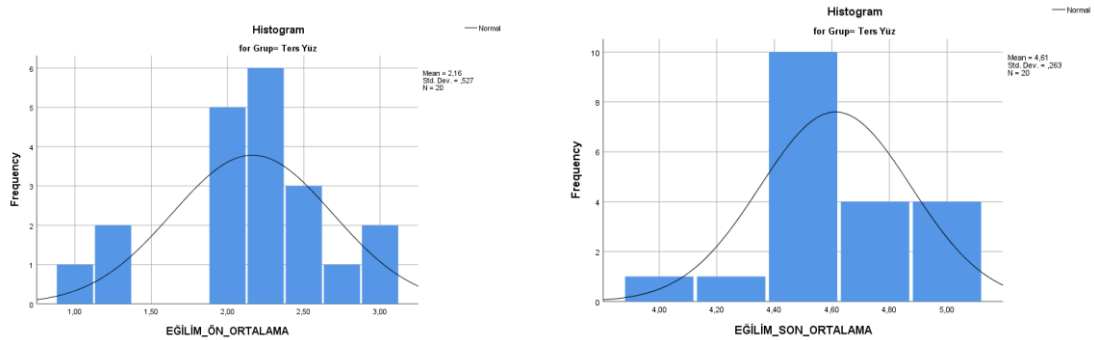 Histogram
for Grup= Ters Yüz
Normal
Mean = 2,16
Std. Dev. = ,527
N = 20
Frequency
6
5
4
3
2
1
0
1,00 1,50 2,00 2,50 3,00
EĞİLİM_ÖN_ORTALAMA
Histogram
for Grup= Ters Yüz
Normal
Mean = 4,61
Std. Dev. = ,263
N = 20
Frequency
10
8
6
4
2
0
4,00 4,20 4,40 4,60 4,80 5,00
EĞİLİM_SON_ORTALAMA